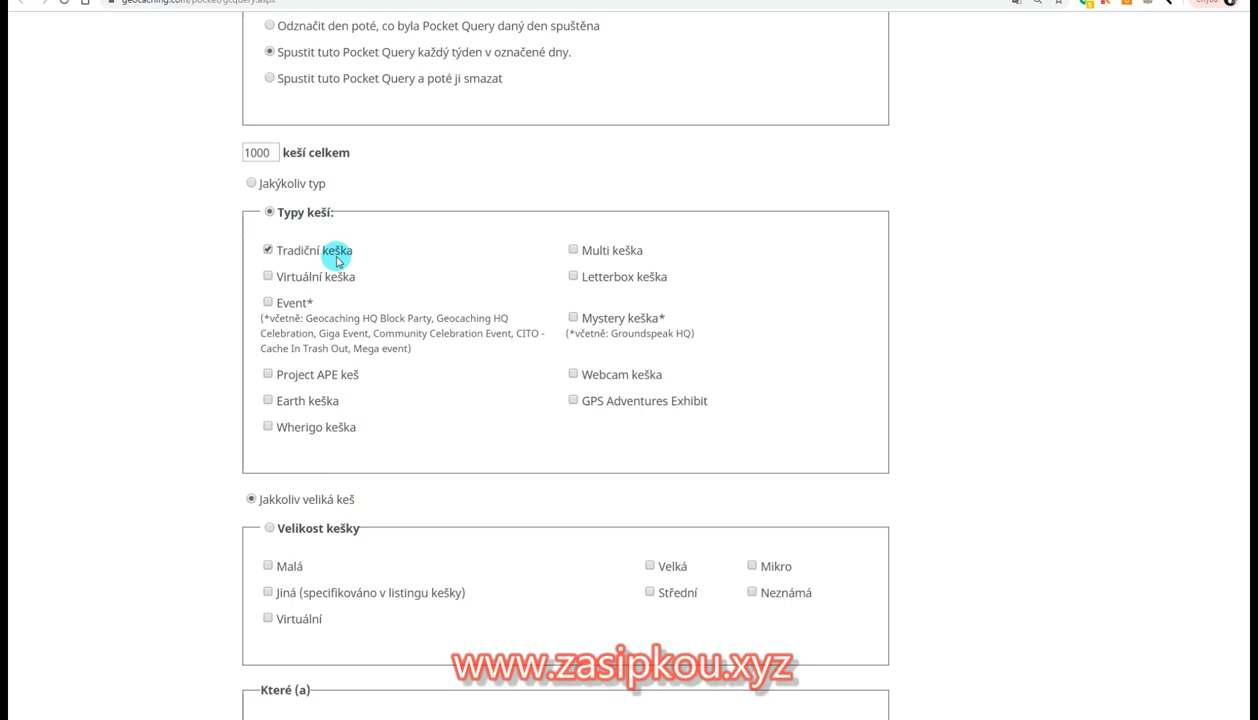 geocaching.com/pocket/gcquery.aspx
Odznačit den poté, co byla Pocket Query daný den spuštěna
Spustit tuto Pocket Query každý týden v označené dny.
Spustit tuto Pocket Query a poté ji smazat
1000 keší celkem
Jakýkoliv typ
Typy keší:
Tradiční keška
Multi keška
Virtuální keška
Letterbox keška
Event*
(*včetně: Geocaching HQ Block Party, Geocaching HQ
Celebration, Giga Event, Community Celebration Event, CITO -
Cache In Trash Out, Mega event)
Mystery keška*
(*včetně: Groundspeak HQ)
Project APE keš
Webcam keška
Earth keška
GPS Adventures Exhibit
Wherigo keška
Jakkoliv veliká keš
Velikost kešky
Malá
Velká
Mikro
Jiná (specifikováno v listingu kešky)
Střední
Neznámá
Virtuální
www.zasipkou.xyz
Které (a)